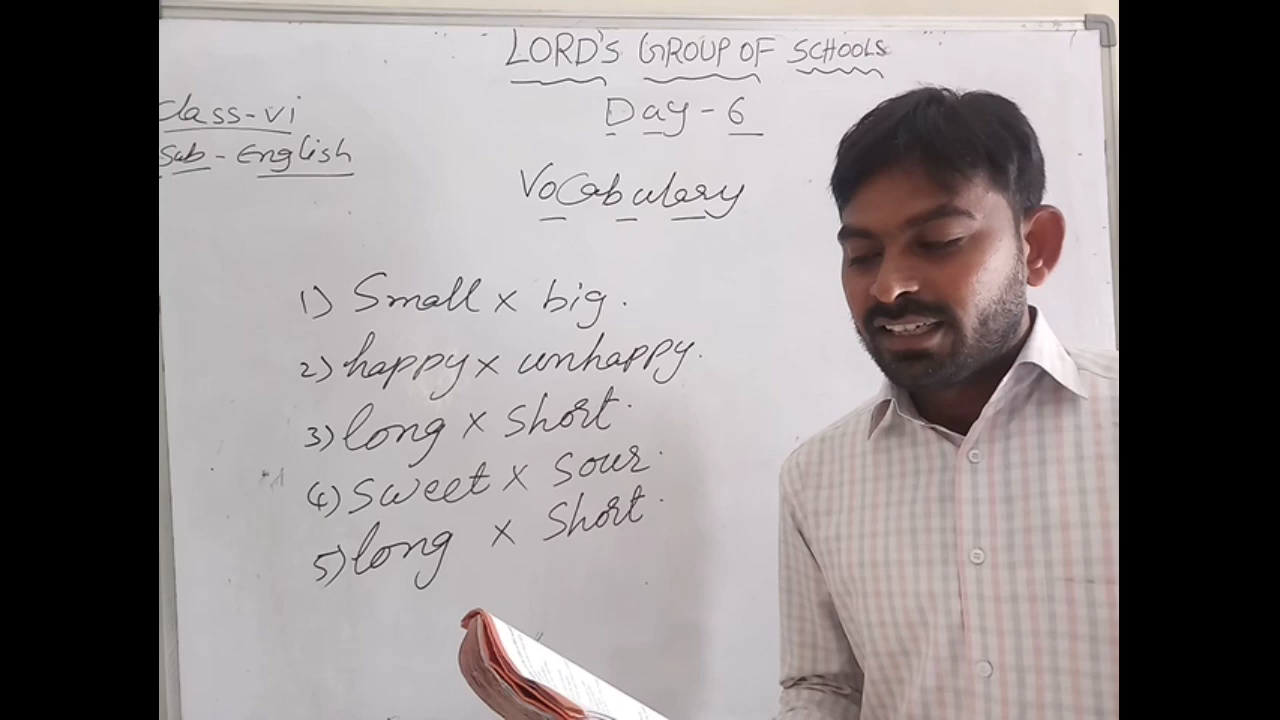 LORD'S GROUP OF SCHOOLS
Class-vi
Day-6
Sub-English
Vocabulary
1) Small x big.
2) happy x unhappy.
3) long x short.
4) sweet x sour.
5) long x short.